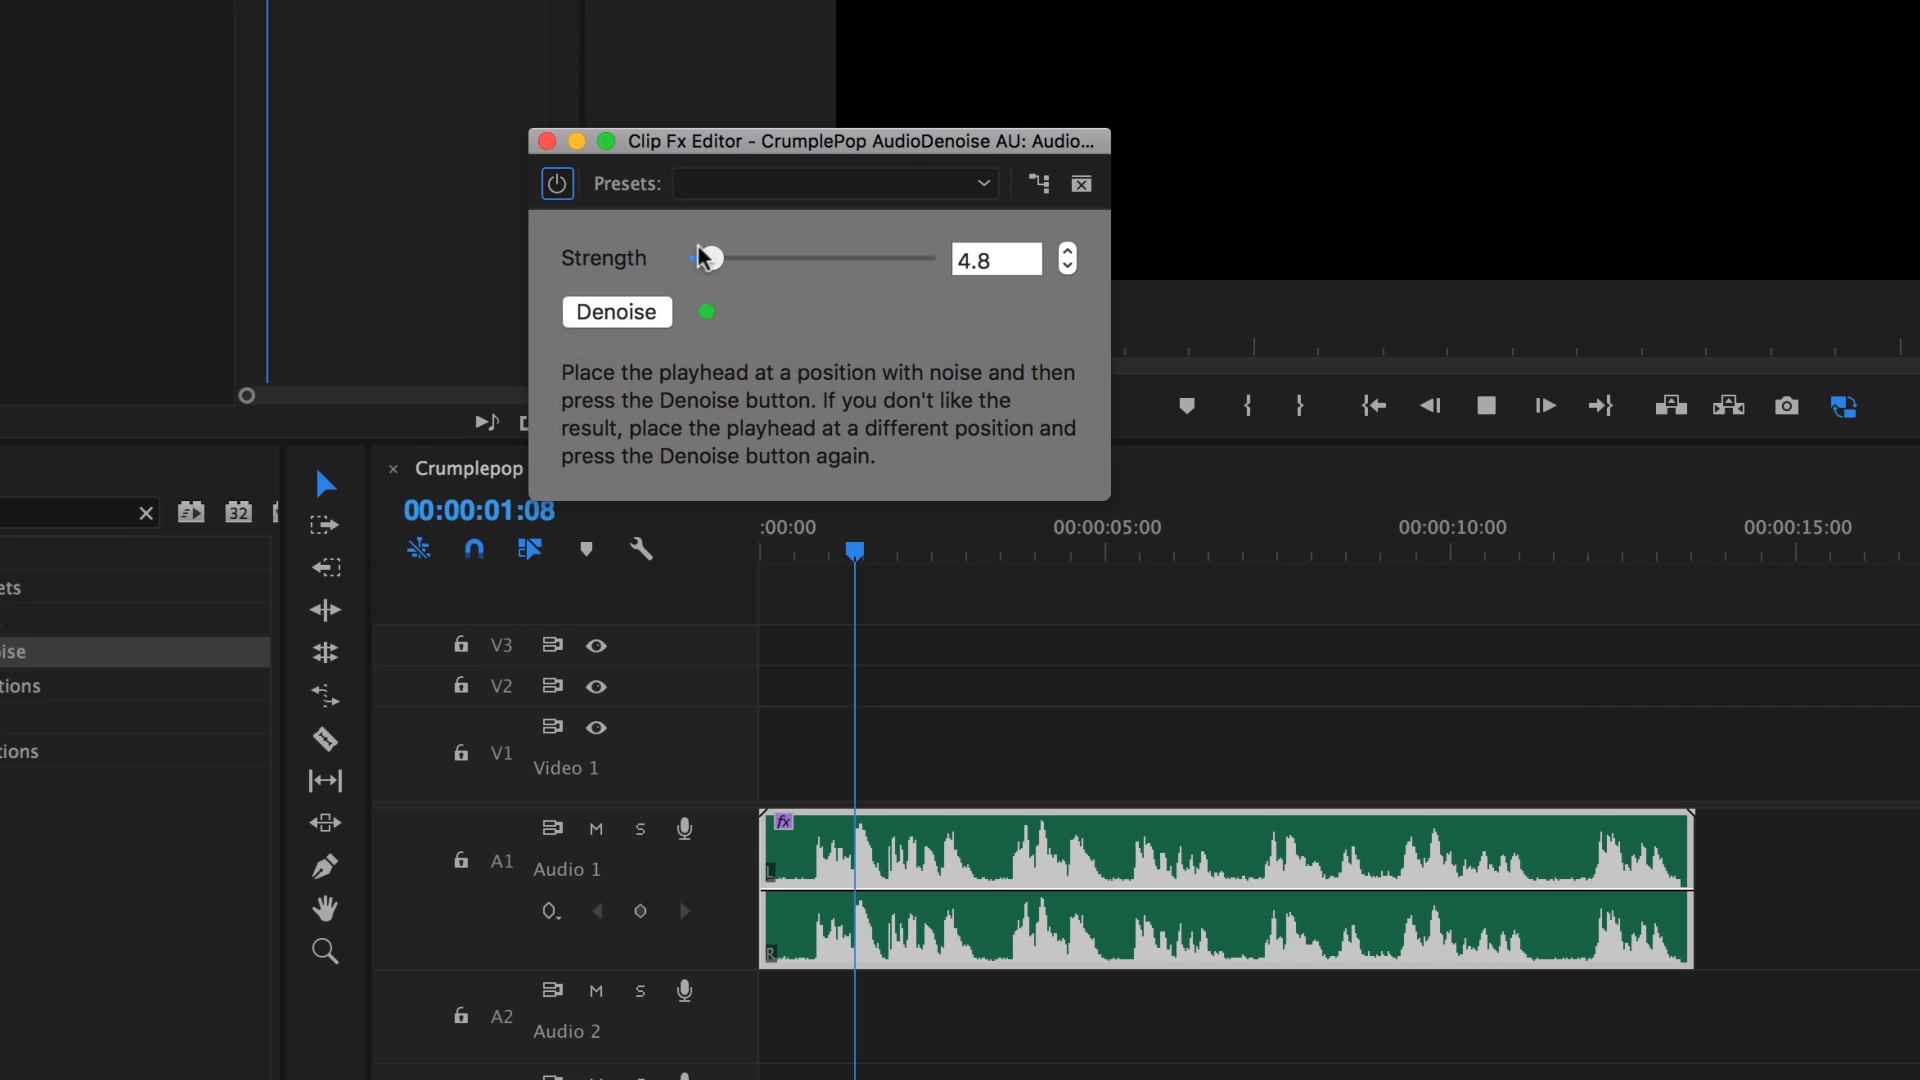 Clip Fx Editor - CrumplePop AudioDenoise AU: Audio...
Presets:
Strength
4.8
Denoise
Place the playhead at a position with noise and then
press the Denoise button. If you don't like the
result, place the playhead at a different position and
press the Denoise button again.
× Crumplepop
00:00:01:08
:00:00
00:00:05:00
00:00:10:00
00:00:15:00
32
ets
ise
tions
tions
V3
V2
V1
Video 1
fx
M
S
A1
Audio 1
L
R
M
S
A2
Audio 2